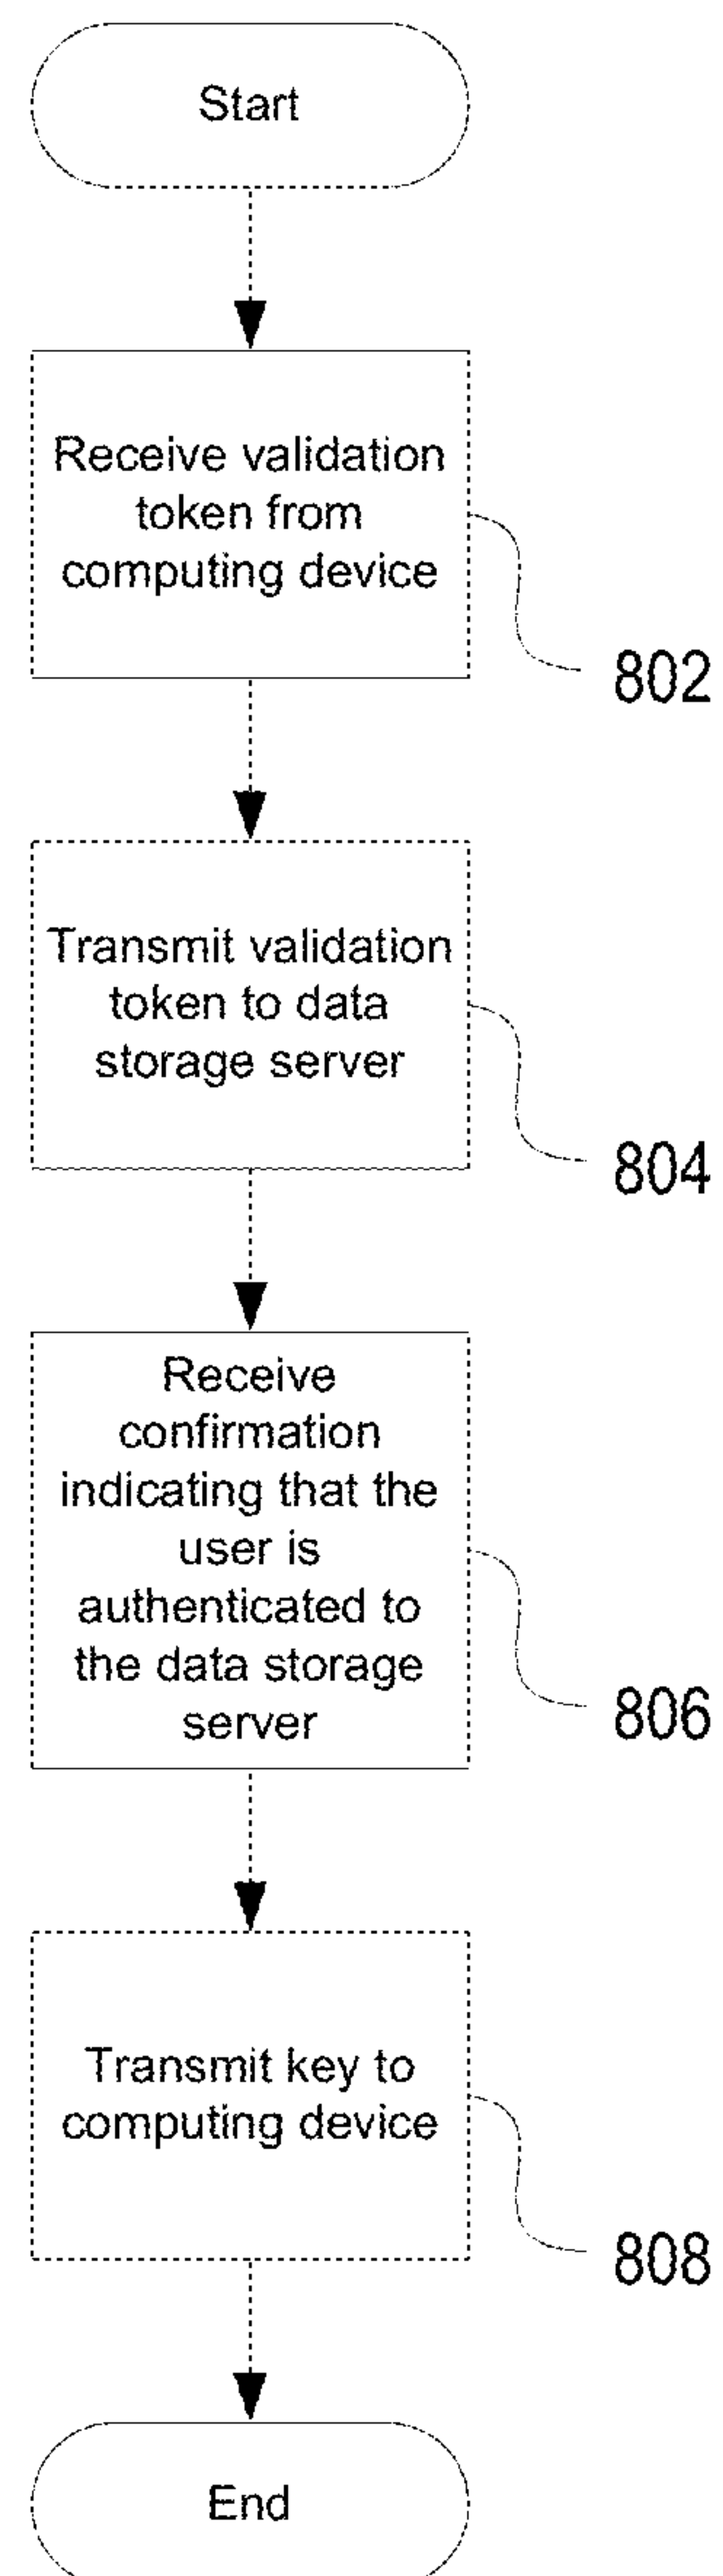 Start
Receive validation
token from
computing device
802
Transmit validation
token to data
storage server
804
Receive
confirmation
indicating that the
user is
authenticated to
the data storage
server
806
Transmit key to
computing device
808
End